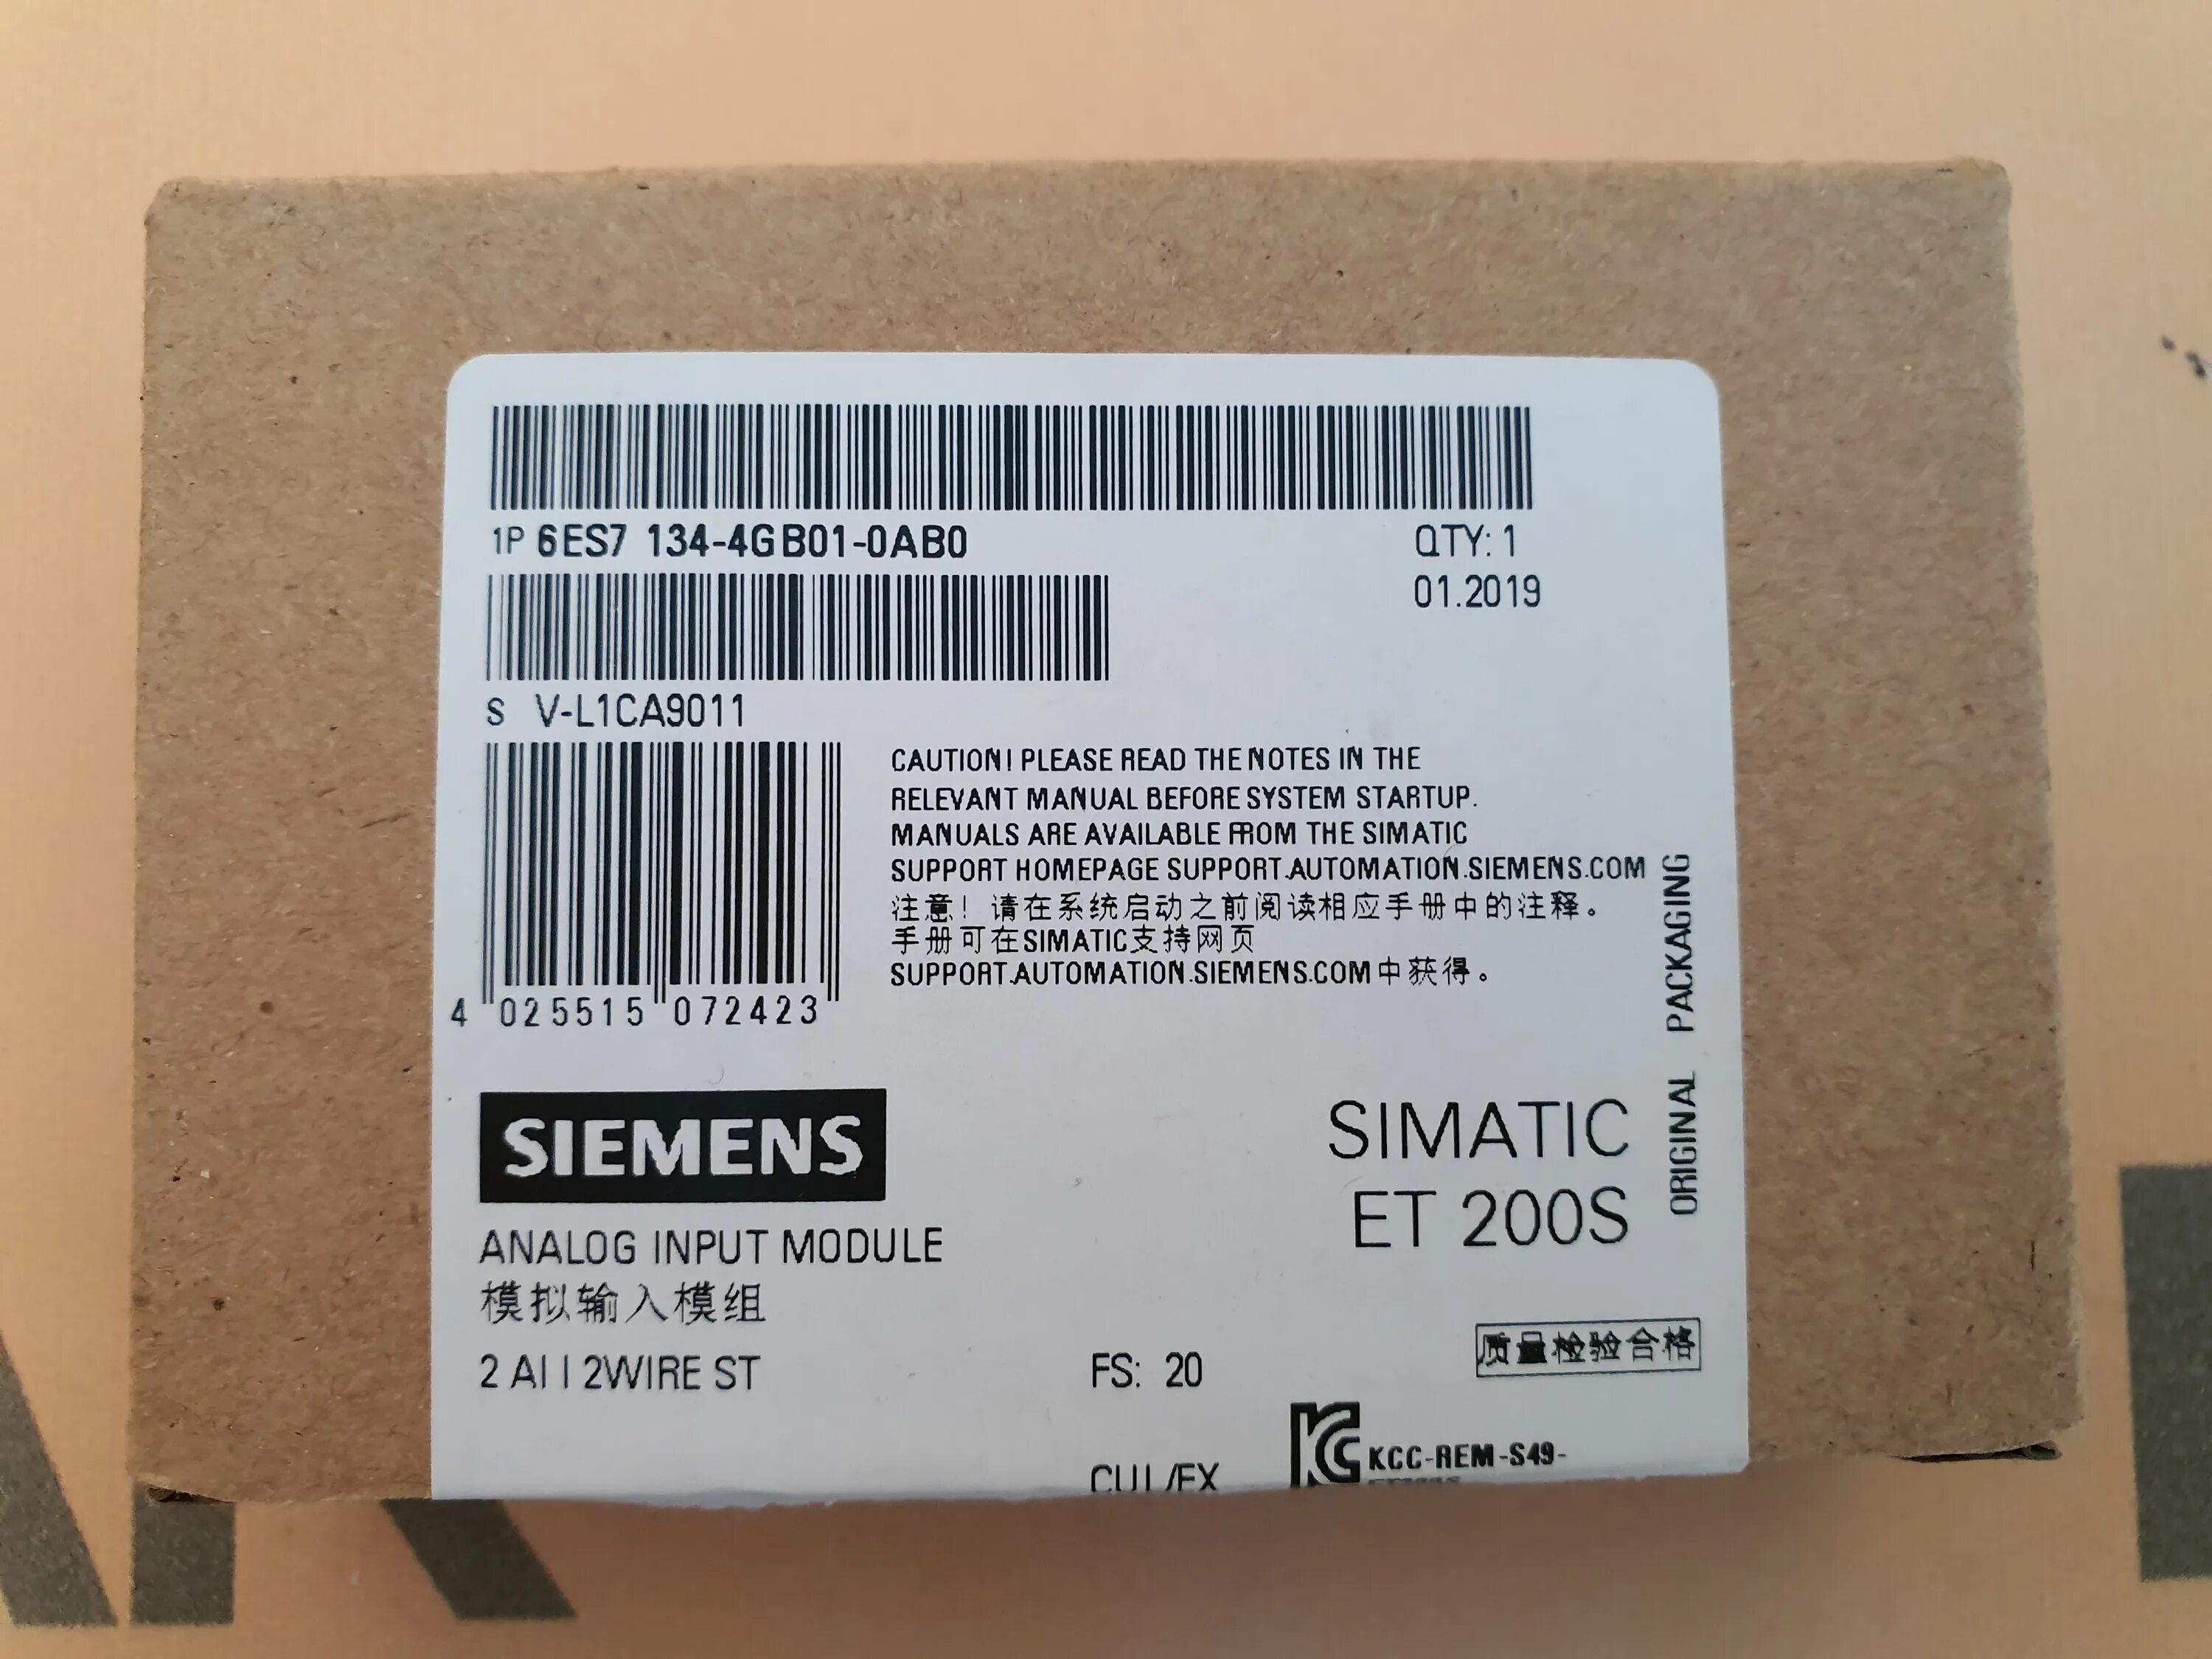 1P 6ES7 134-4GB01-0AB0
QTY: 1
01.2019
S V-L1CA9011
CAUTION! PLEASE READ THE NOTES IN THE
RELEVANT MANUAL BEFORE SYSTEM STARTUP.
MANUALS ARE AVAILABLE FROM THE SIMATIC
SUPPORT HOMEPAGE SUPPORT.AUTOMATION.SIEMENS.COM
注意! 请在系统启动之前阅读相应手册中的注释。
手册可在SIMATIC支持网页
SUPPORT.AUTOMATION.SIEMENS.COM中获得。
4 025515 072423
ORIGINAL PACKAGING
SIEMENS
SIMATIC
ET 200S
ANALOG INPUT MODULE
模拟输入模组
2 AI I 2WIRE ST
FS: 20
质量检验合格
KCC-REM-S49-